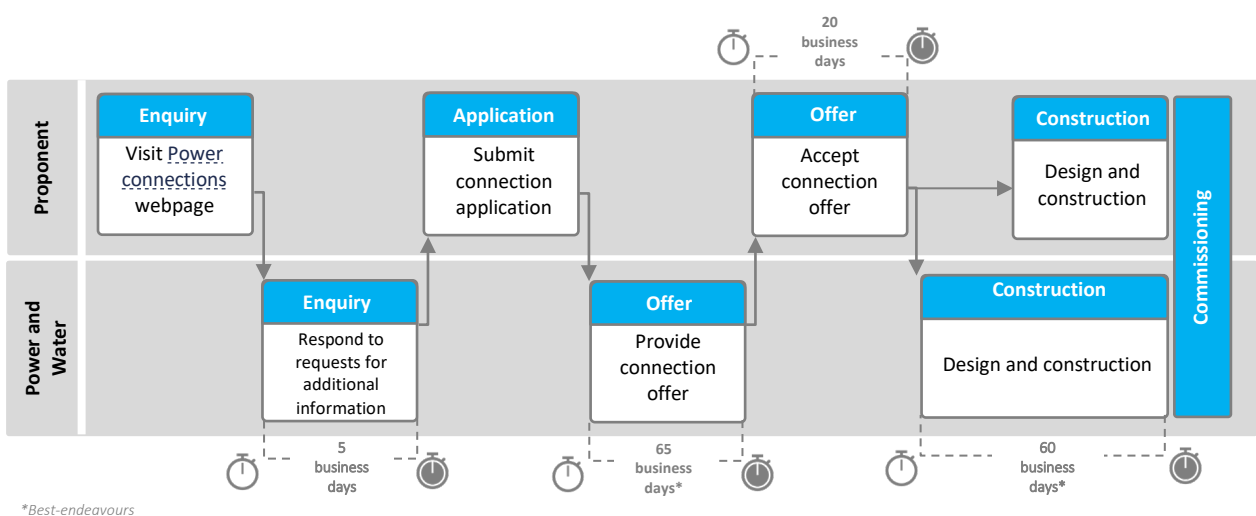 20
business
days
Proponent
Enquiry
Visit Power
connections
webpage
Application
Submit
connection
application
Offer
Accept
connection
offer
Construction
Design and
construction
Commissioning
Power and
Water
Enquiry
Respond to
requests for
additional
information
Offer
Provide
connection
offer
Construction
Design and construction
5
business
days
65
business
days*
60
business
days*
*Best-endeavours